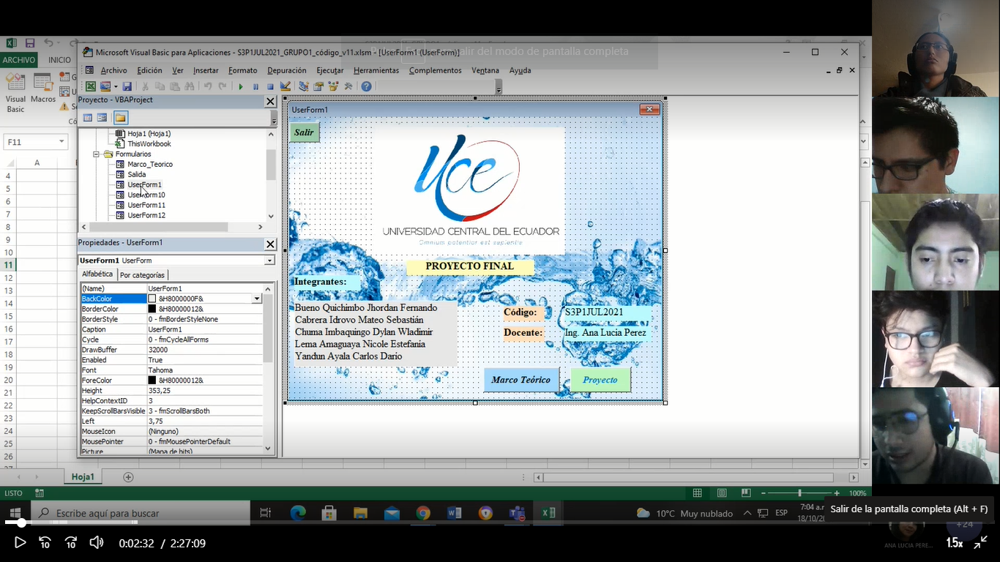 salir del modo de pantalla completa
ARCHIVO
INICIO
Visual Basic
Macros
F11
A
4
5
6
7
8
9
10
11
12
13
14
15
16
17
18
19
20
21
22
23
24
25
26
Microsoft Visual Basic para Aplicaciones - S3P1JUL2021_GRUPO1_código_v11.xlsm - [UserForm1 (UserForm)]
Archivo Edición Ver Insertar Formato Depuración Ejecutar Herramientas Complementos Ventana Ayuda
Proyecto - VBAProject
Hoja1 (Hoja1)
ThisWorkbook
Formularios
Marco_Teorico
Salida
UserForm1
UserForm10
UserForm11
UserForm12
Propiedades - UserForm1
UserForm1 UserForm
Alfabética Por categorías
(Name) UserForm1
BackColor &H8000000F&
BorderColor &H80000012&
BorderStyle 0 - fmBorderStyleNone
Caption UserForm1
Cycle 0 - fmCycleAllForms
DrawBuffer 32000
Enabled True
Font Tahoma
ForeColor &H80000012&
Height 353,25
HelpContextID 3
KeepScrollBarsVisible 3 - fmScrollBarsBoth
Left 3,75
MouseIcon (Ninguno)
MousePointer 0 - fmMousePointerDefault
Picture (Mapa de bits)
UserForm1
Salir
uce
UNIVERSIDAD CENTRAL DEL ECUADOR
Omnium potentior est sapientia
PROYECTO FINAL
Integrantes:
Bueno Quichimbo Jhordan Fernando
Cabrera Idrovo Mateo Sebastián
Chuma Imbaquingo Dylan Wladimir
Lema Amaguaya Nicole Estefania
Yandun Ayala Carlos Dario
Código: S3P1JUL2021
Docente: Ing. Ana Lucia Perez
Marco Teórico Proyecto
Hoja1
LISTO
100%
Escribe aquí para buscar
10°C Muy nublado
ESP
7:04 a.
18/10/20
Salir de la pantalla completa (Alt + F)
ANA LUCIA PERE...
+24
10 10 0:02:32 / 2:27:09
1.5x